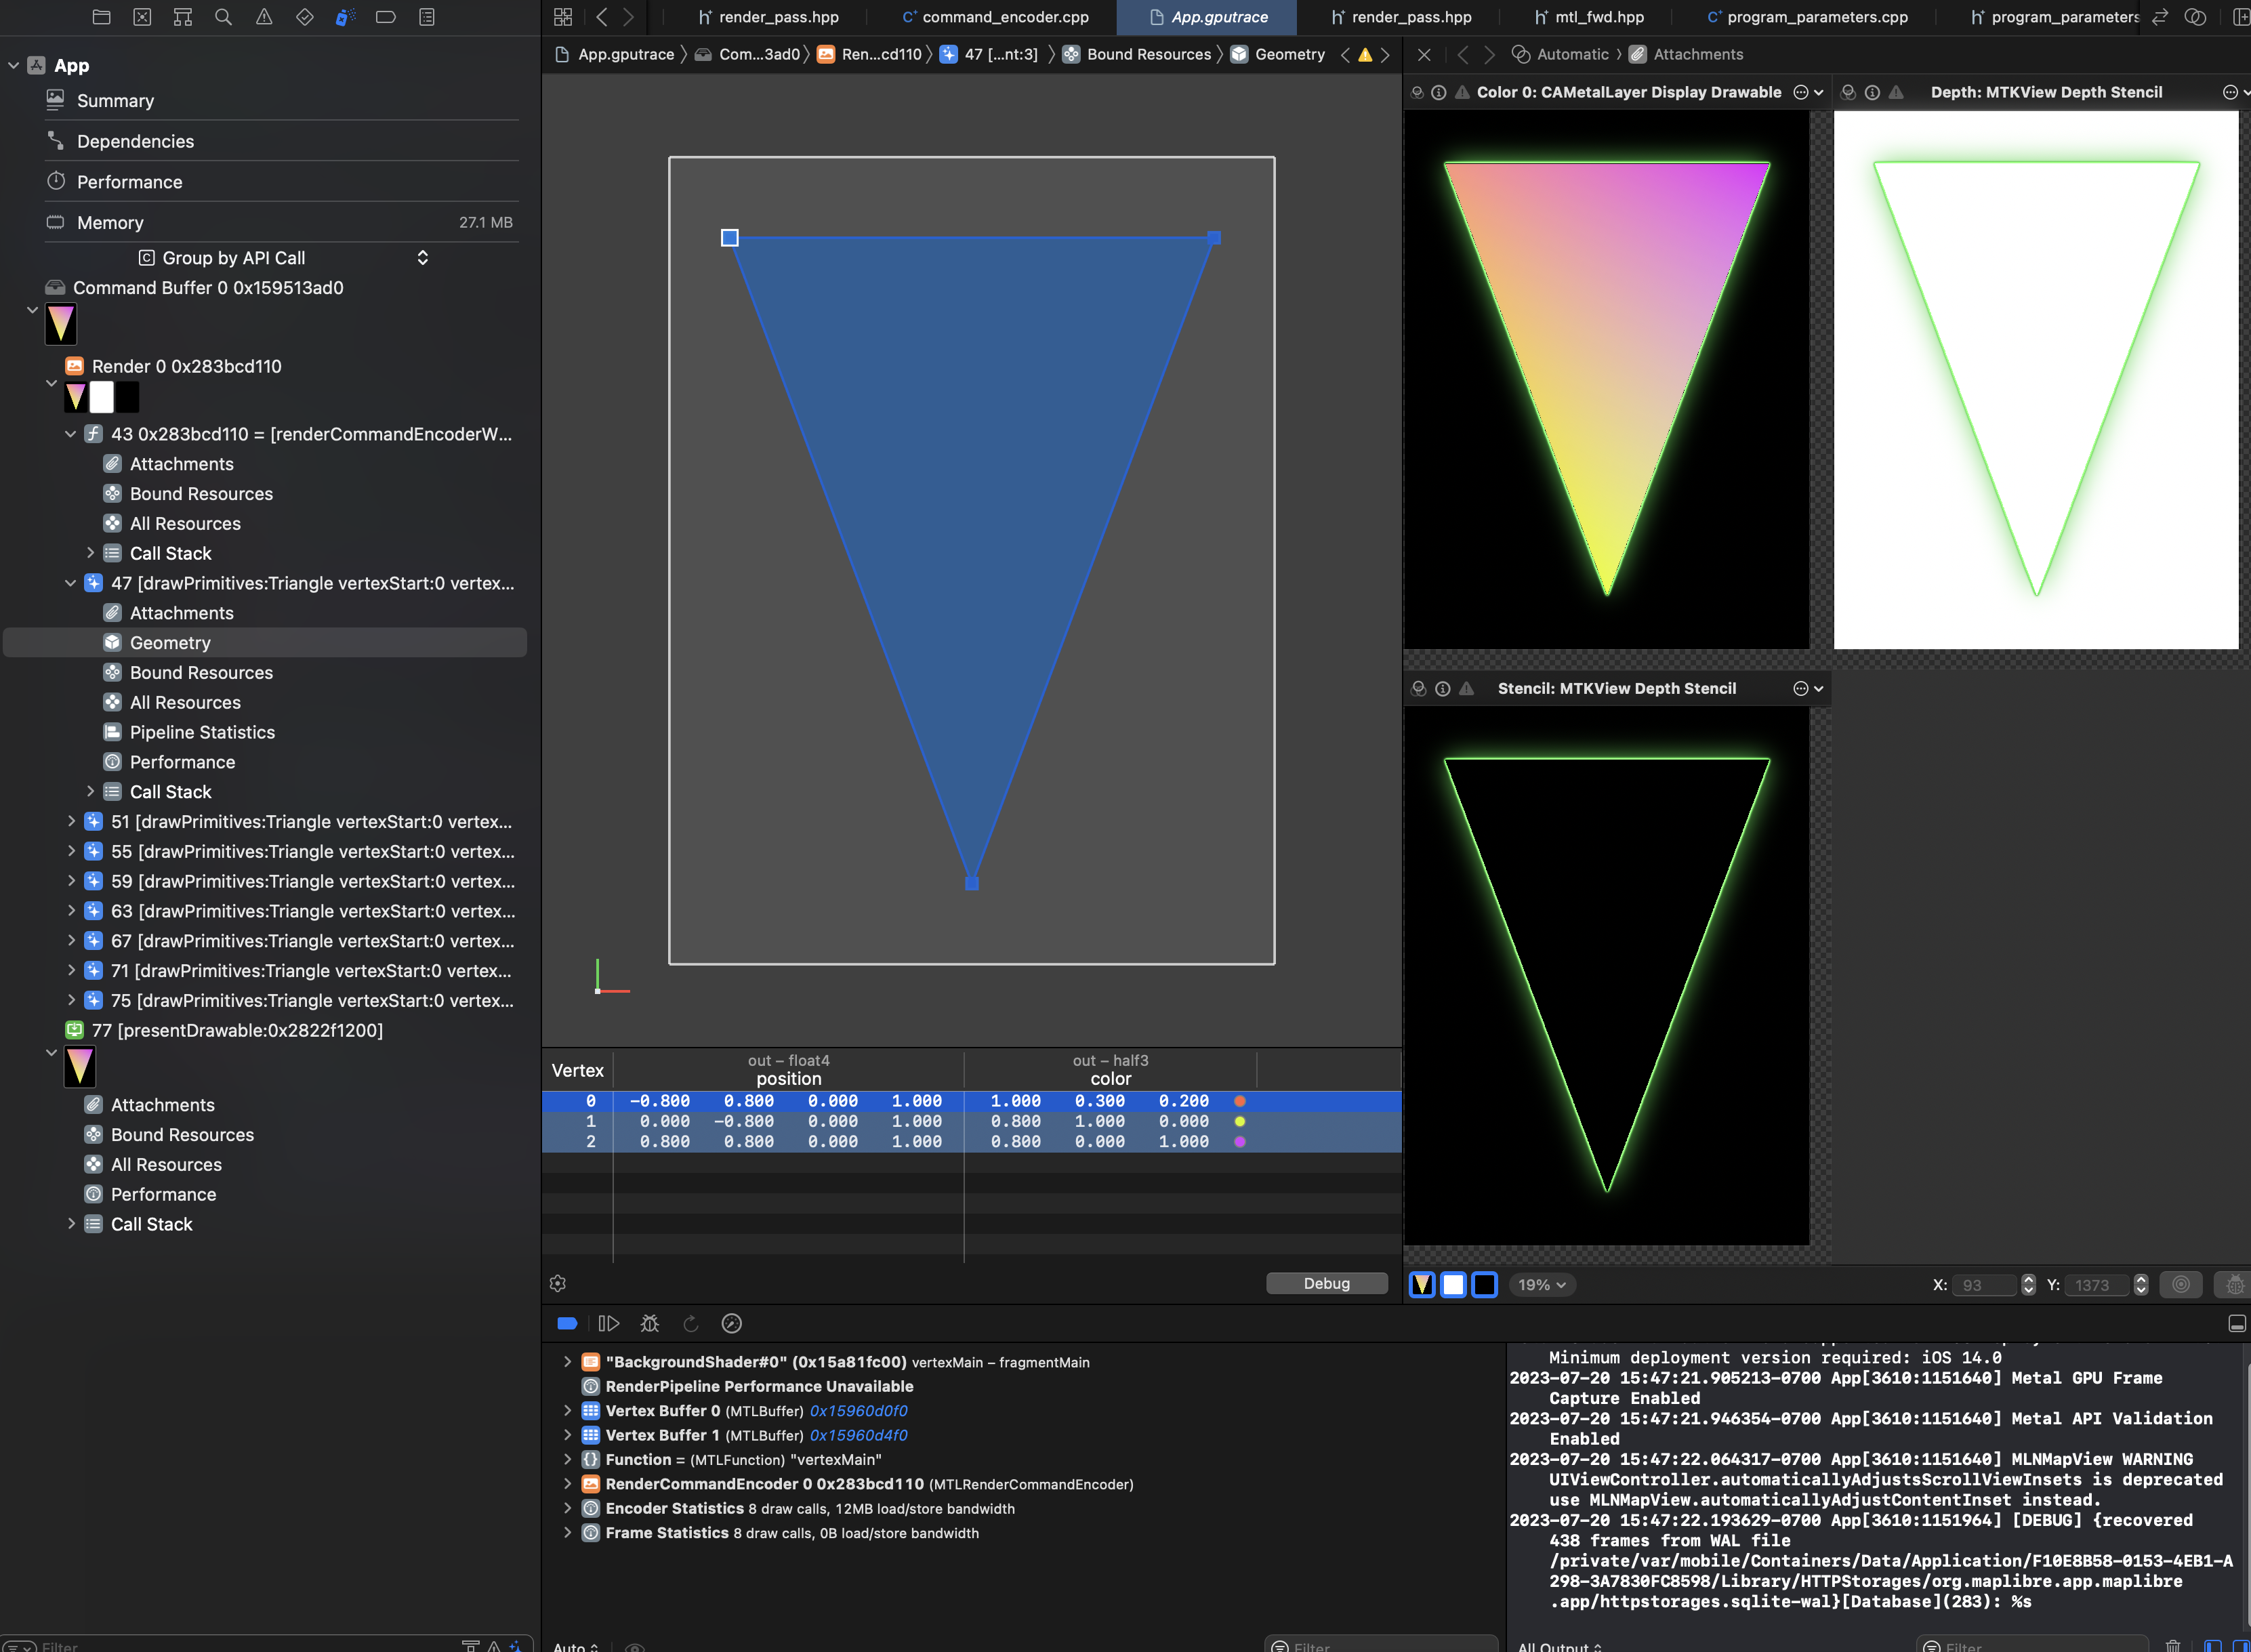 render_pass.hpp
command_encoder.cpp
App.gputrace
render_pass.hpp
mtl_fwd.hpp
program_parameters.cpp
program_parameters
App
Summary
Dependencies
Performance
Memory 27.1 MB
Group by API Call
Command Buffer 0 0x159513ad0
Render 0 0x283bcd110
43 0x283bcd110 = [renderCommandEncoderW...
Attachments
Bound Resources
All Resources
Call Stack
47 [drawPrimitives:Triangle vertexStart:0 vertex...
Attachments
Geometry
Bound Resources
All Resources
Pipeline Statistics
Performance
Call Stack
51 [drawPrimitives:Triangle vertexStart:0 vertex...
55 [drawPrimitives:Triangle vertexStart:0 vertex...
59 [drawPrimitives:Triangle vertexStart:0 vertex...
63 [drawPrimitives:Triangle vertexStart:0 vertex...
67 [drawPrimitives:Triangle vertexStart:0 vertex...
71 [drawPrimitives:Triangle vertexStart:0 vertex...
75 [drawPrimitives:Triangle vertexStart:0 vertex...
77 [presentDrawable:0x2822f1200]
Attachments
Bound Resources
All Resources
Performance
Call Stack
Filter
App.gputrace Com...3ad0 Ren...cd110 47 [...nt:3] Bound Resources Geometry
Automatic Attachments
Color 0: CAMetalLayer Display Drawable
Depth: MTKView Depth Stencil
Stencil: MTKView Depth Stencil
Vertex
out – float4
position
out – half3
color
0 −0.800 0.800 0.000 1.000 1.000 0.300 0.200
1 0.000 −0.800 0.000 1.000 0.800 1.000 0.000
2 0.800 0.800 0.000 1.000 0.800 0.000 1.000
Debug
19%
X: 93 Y: 1373
"BackgroundShader#0" (0x15a81fc00) vertexMain – fragmentMain
RenderPipeline Performance Unavailable
Vertex Buffer 0 (MTLBuffer) 0x15960d0f0
Vertex Buffer 1 (MTLBuffer) 0x15960d4f0
Function = (MTLFunction) "vertexMain"
RenderCommandEncoder 0 0x283bcd110 (MTLRenderCommandEncoder)
Encoder Statistics 8 draw calls, 12MB load/store bandwidth
Frame Statistics 8 draw calls, 0B load/store bandwidth
Auto
Filter
Minimum deployment version required: iOS 14.0
2023-07-20 15:47:21.905213-0700 App[3610:1151640] Metal GPU Frame
Capture Enabled
2023-07-20 15:47:21.946354-0700 App[3610:1151640] Metal API Validation
Enabled
2023-07-20 15:47:22.064317-0700 App[3610:1151640] MLNMapView WARNING
UIViewController.automaticallyAdjustsScrollViewInsets is deprecated
use MLNMapView.automaticallyAdjustContentInset instead.
2023-07-20 15:47:22.193629-0700 App[3610:1151964] [DEBUG] {recovered
438 frames from WAL file
/private/var/mobile/Containers/Data/Application/F10E8B58-0153-4EB1-A
298-3A7830FC8598/Library/HTTPStorages/org.maplibre.app.maplibre
.app/httpstorages.sqlite-wal}[Database](283): %s
All Output
Filter